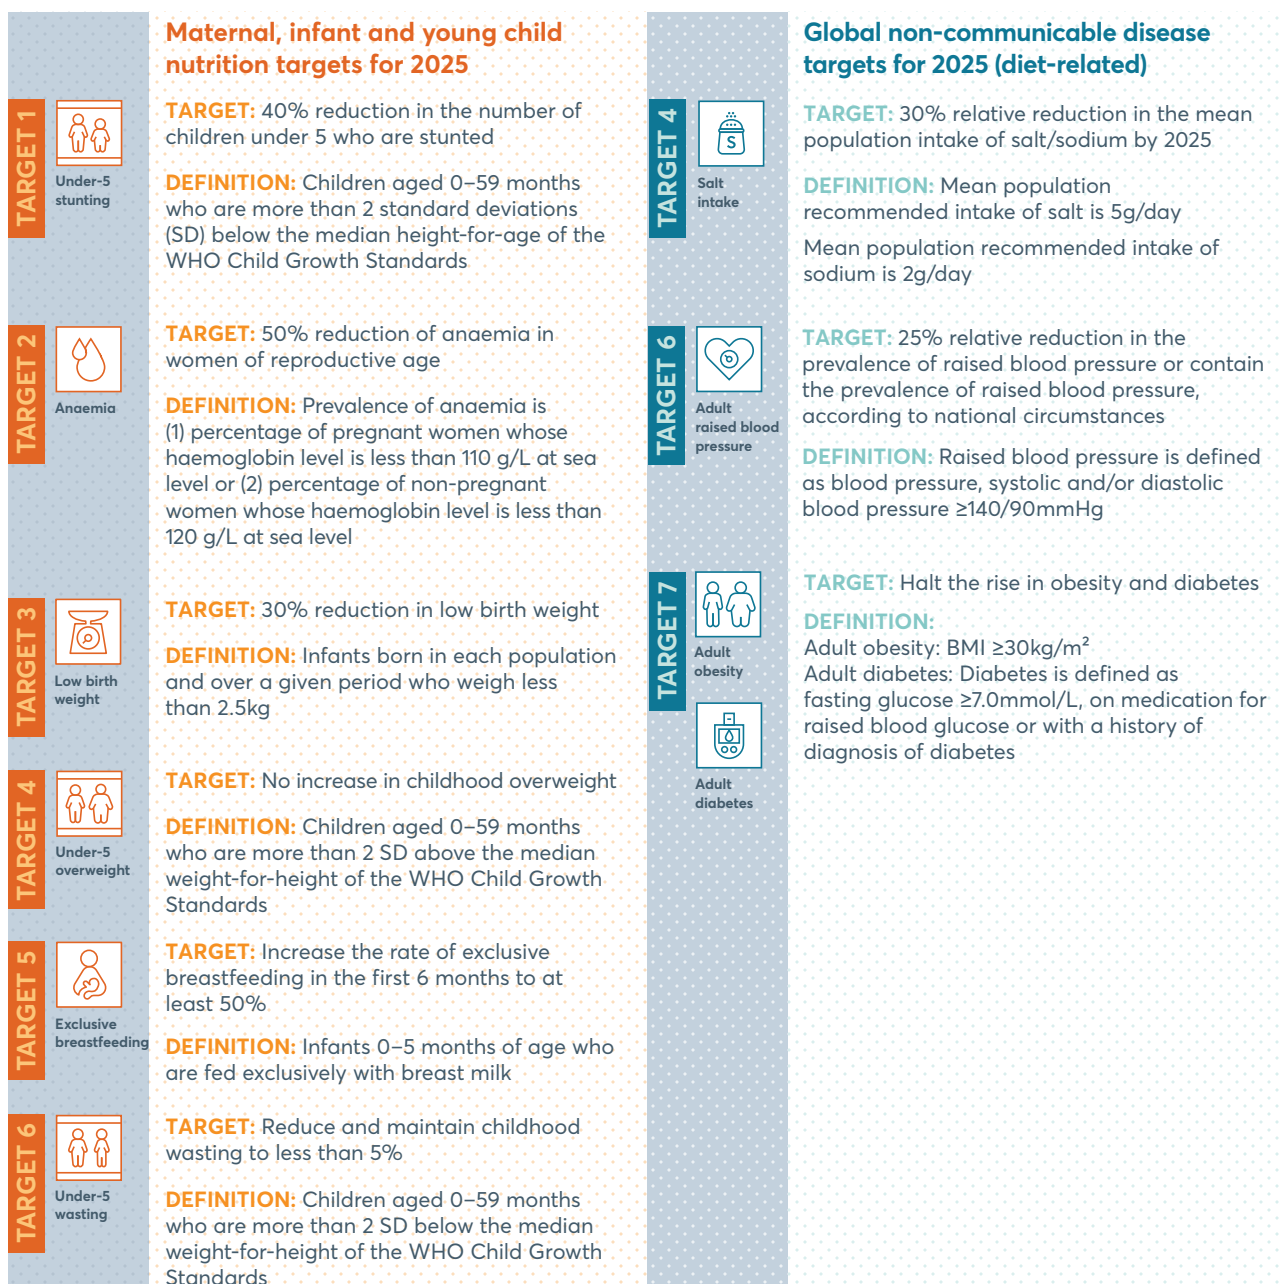 Maternal, infant and young child
nutrition targets for 2025
TARGET 1
Under-5
stunting
TARGET: 40% reduction in the number of
children under 5 who are stunted
DEFINITION: Children aged 0–59 months
who are more than 2 standard deviations
(SD) below the median height-for-age of the
WHO Child Growth Standards
TARGET 2
Anaemia
TARGET: 50% reduction of anaemia in
women of reproductive age
DEFINITION: Prevalence of anaemia is
(1) percentage of pregnant women whose
haemoglobin level is less than 110 g/L at sea
level or (2) percentage of non-pregnant
women whose haemoglobin level is less than
120 g/L at sea level
TARGET 3
Low birth
weight
TARGET: 30% reduction in low birth weight
DEFINITION: Infants born in each population
and over a given period who weigh less
than 2.5kg
TARGET 4
Under-5
overweight
TARGET: No increase in childhood overweight
DEFINITION: Children aged 0–59 months
who are more than 2 SD above the median
weight-for-height of the WHO Child Growth
Standards
TARGET 5
Exclusive
breastfeeding
TARGET: Increase the rate of exclusive
breastfeeding in the first 6 months to at
least 50%
DEFINITION: Infants 0–5 months of age who
are fed exclusively with breast milk
TARGET 6
Under-5
wasting
TARGET: Reduce and maintain childhood
wasting to less than 5%
DEFINITION: Children aged 0–59 months
who are more than 2 SD below the median
weight-for-height of the WHO Child Growth
Standards
Global non-communicable disease
targets for 2025 (diet-related)
TARGET 4
S
Salt
intake
TARGET: 30% relative reduction in the mean
population intake of salt/sodium by 2025
DEFINITION: Mean population
recommended intake of salt is 5g/day
Mean population recommended intake of
sodium is 2g/day
TARGET 6
Adult
raised blood
pressure
TARGET: 25% relative reduction in the
prevalence of raised blood pressure or contain
the prevalence of raised blood pressure,
according to national circumstances
DEFINITION: Raised blood pressure is defined
as blood pressure, systolic and/or diastolic
blood pressure ≥140/90mmHg
TARGET 7
Adult
obesity
Adult
diabetes
TARGET: Halt the rise in obesity and diabetes
DEFINITION:
Adult obesity: BMI ≥30kg/m²
Adult diabetes: Diabetes is defined as
fasting glucose ≥7.0mmol/L, on medication for
raised blood glucose or with a history of
diagnosis of diabetes